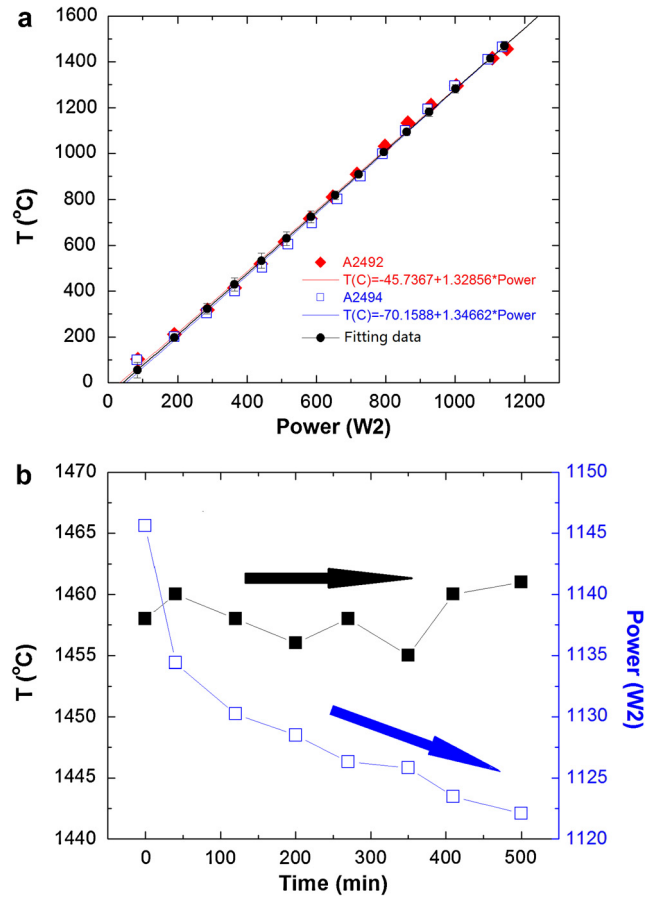 a
1600
1400
1200
1000
800
600
400
200
0
T (°C)
A2492
T(C)=-45.7367+1.32856*Power
A2494
T(C)=-70.1588+1.34662*Power
Fitting data
0 200 400 600 800 1000 1200
Power (W2)
b
1470
1465
1460
1455
1450
1445
1440
T (°C)
1150
1145
1140
1135
1130
1125
1120
Power (W2)
0 100 200 300 400 500
Time (min)